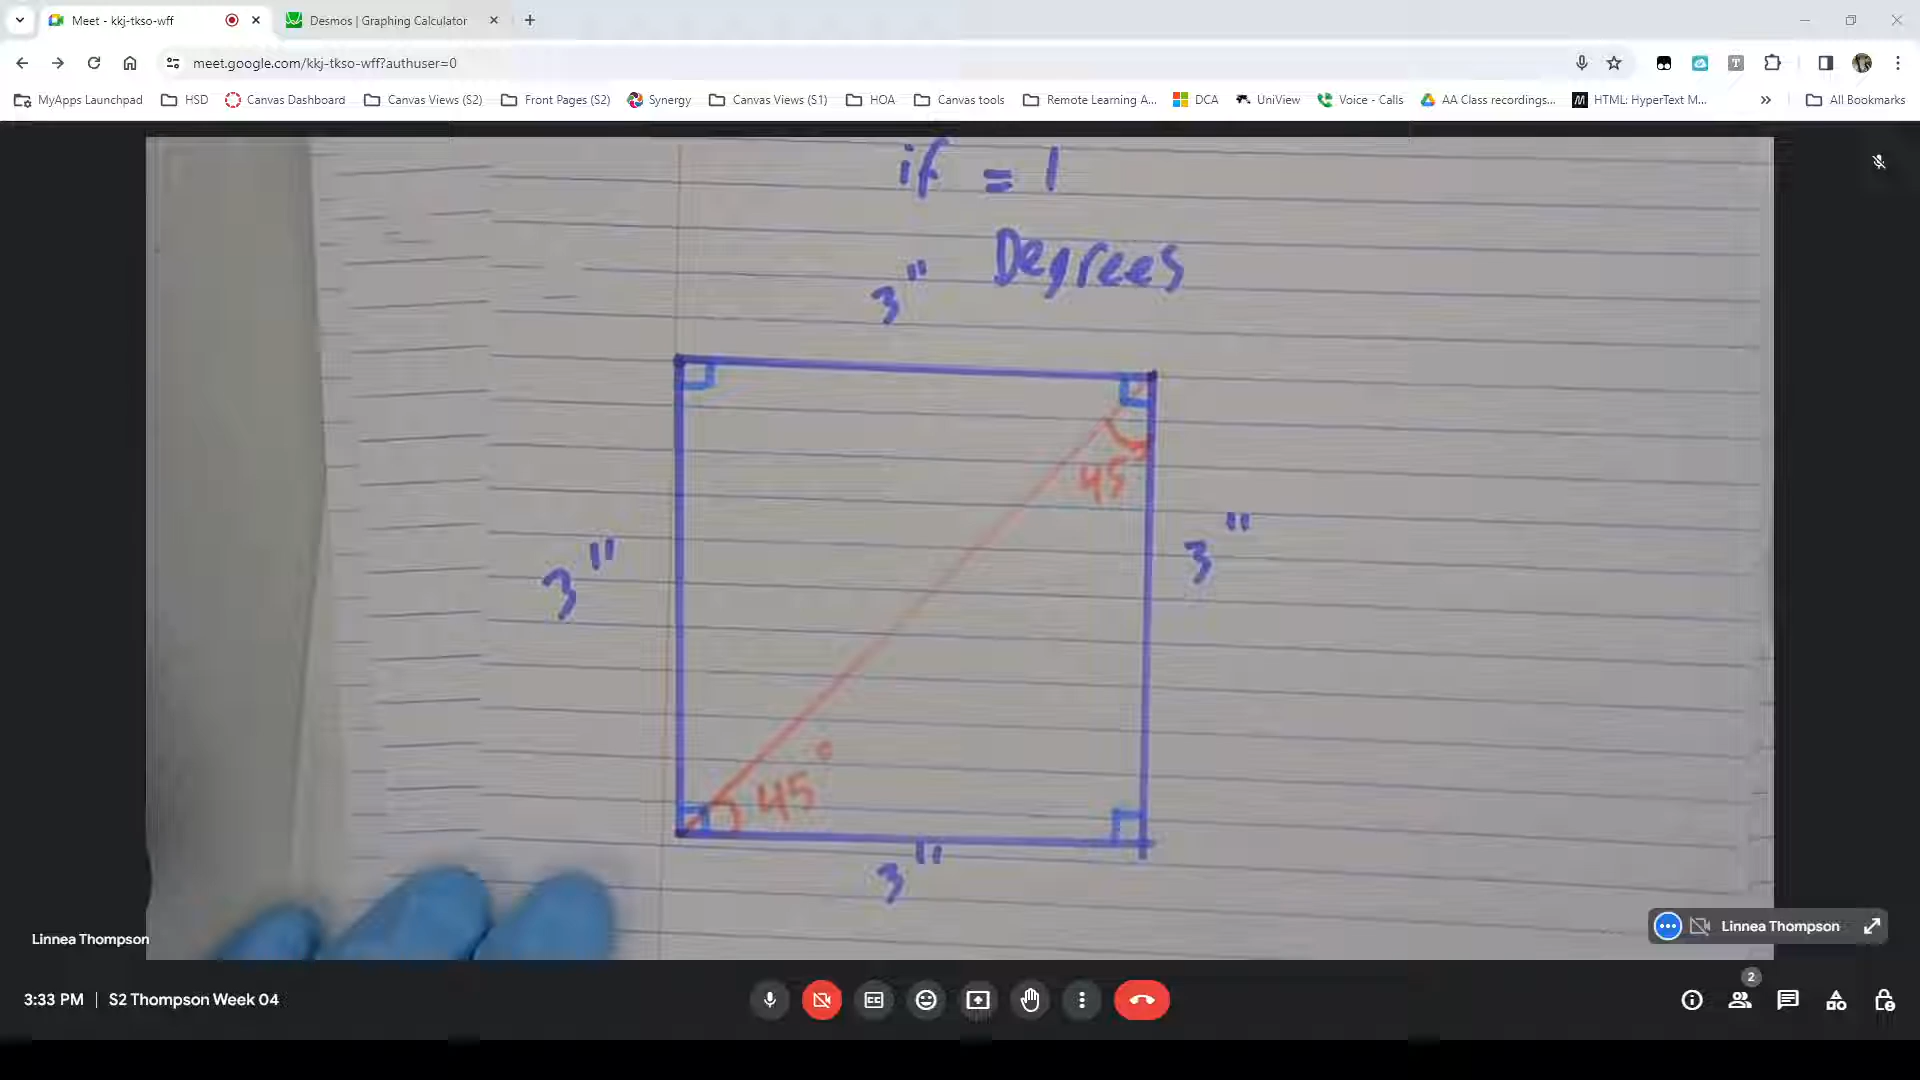 Meet - kkj-tkso-wff
Desmos | Graphing Calculator
meet.google.com/kkj-tkso-wff?authuser=0
MyApps Launchpad
HSD
Canvas Dashboard
Canvas Views (S2)
Front Pages (S2)
Synergy
Canvas Views (S1)
HOA
Canvas tools
Remote Learning A...
DCA
UniView
Voice - Calls
AA Class recordings...
HTML: HyperText M...
All Bookmarks
if = 1
Degrees
3"
45°
3"
3"
45°
3"
Linnea Thompson
Linnea Thompson
2
3:33 PM | S2 Thompson Week 04